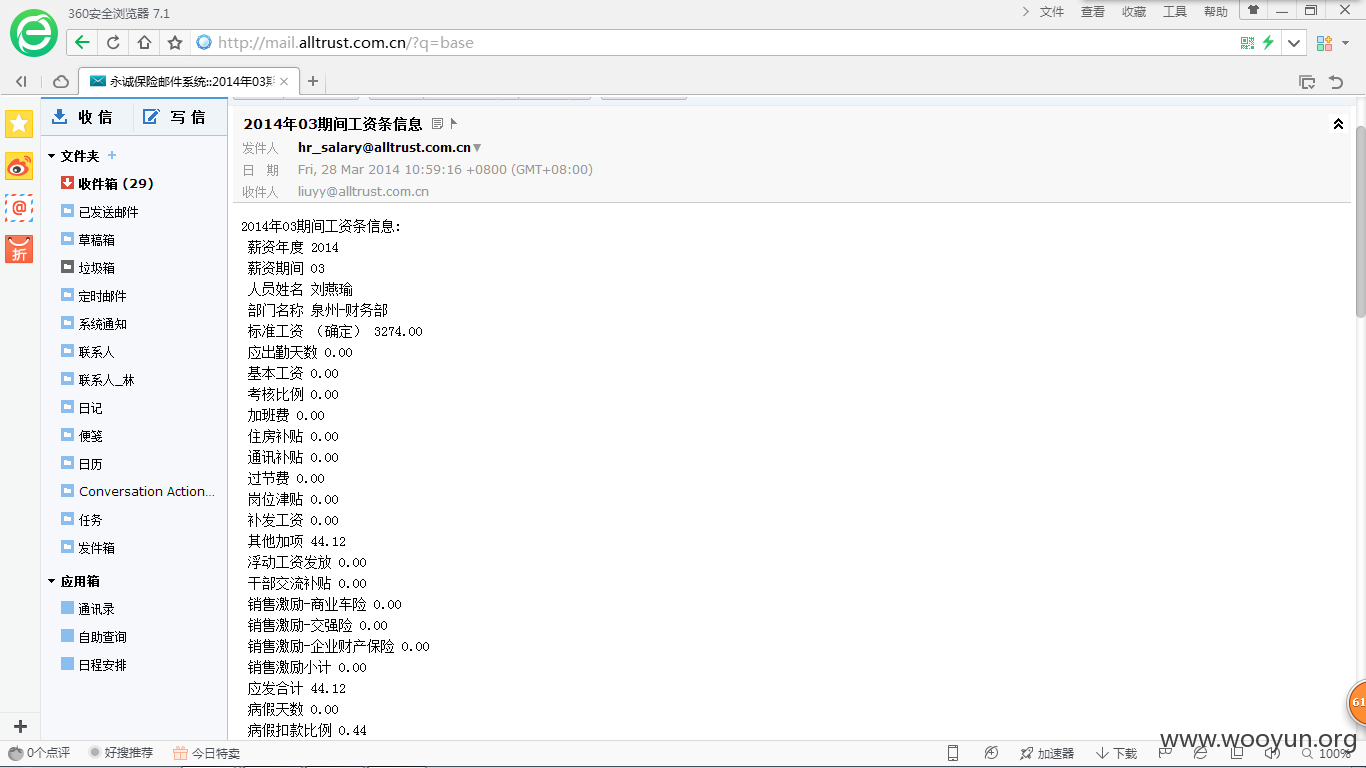 360安全浏览器 7.1
文件 查看 收藏 工具 帮助
http://mail.alltrust.com.cn/?q=base
永诚保险邮件系统::2014年03期
收 信 写 信
文件夹
收件箱 (29)
已发送邮件
草稿箱
垃圾箱
定时邮件
系统通知
联系人
联系人_林
日记
便笺
日历
Conversation Action...
任务
发件箱
应用箱
通讯录
自助查询
日程安排
折
2014年03期间工资条信息
发件人 hr_salary@alltrust.com.cn
日 期 Fri, 28 Mar 2014 10:59:16 +0800 (GMT+08:00)
收件人 liuyy@alltrust.com.cn
2014年03期间工资条信息:
薪资年度 2014
薪资期间 03
人员姓名 刘燕瑜
部门名称 泉州-财务部
标准工资 （确定） 3274.00
应出勤天数 0.00
基本工资 0.00
考核比例 0.00
加班费 0.00
住房补贴 0.00
通讯补贴 0.00
过节费 0.00
岗位津贴 0.00
补发工资 0.00
其他加项 44.12
浮动工资发放 0.00
干部交流补贴 0.00
销售激励-商业车险 0.00
销售激励-交强险 0.00
销售激励-企业财产保险 0.00
销售激励小计 0.00
应发合计 44.12
病假天数 0.00
病假扣款比例 0.44
61
www.wooyun.org
0个点评 好搜推荐 今日特卖 加速器 下载 100%